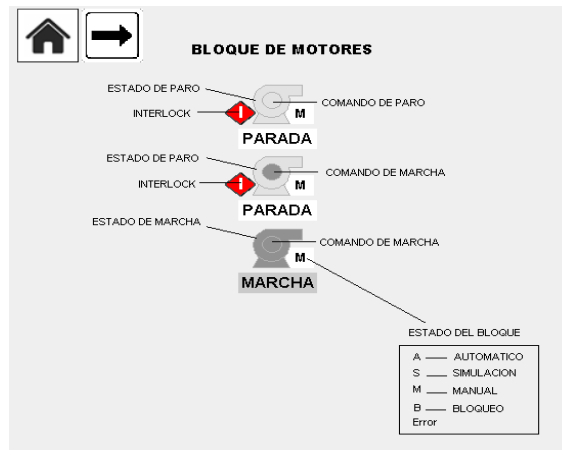 BLOQUE DE MOTORES
ESTADO DE PARO
COMANDO DE PARO
INTERLOCK
i
M
PARADA
ESTADO DE PARO
COMANDO DE MARCHA
INTERLOCK
i
M
PARADA
ESTADO DE MARCHA
COMANDO DE MARCHA
M
MARCHA
ESTADO DEL BLOQUE
A AUTOMATICO
S SIMULACION
M MANUAL
B BLOQUEO
Error